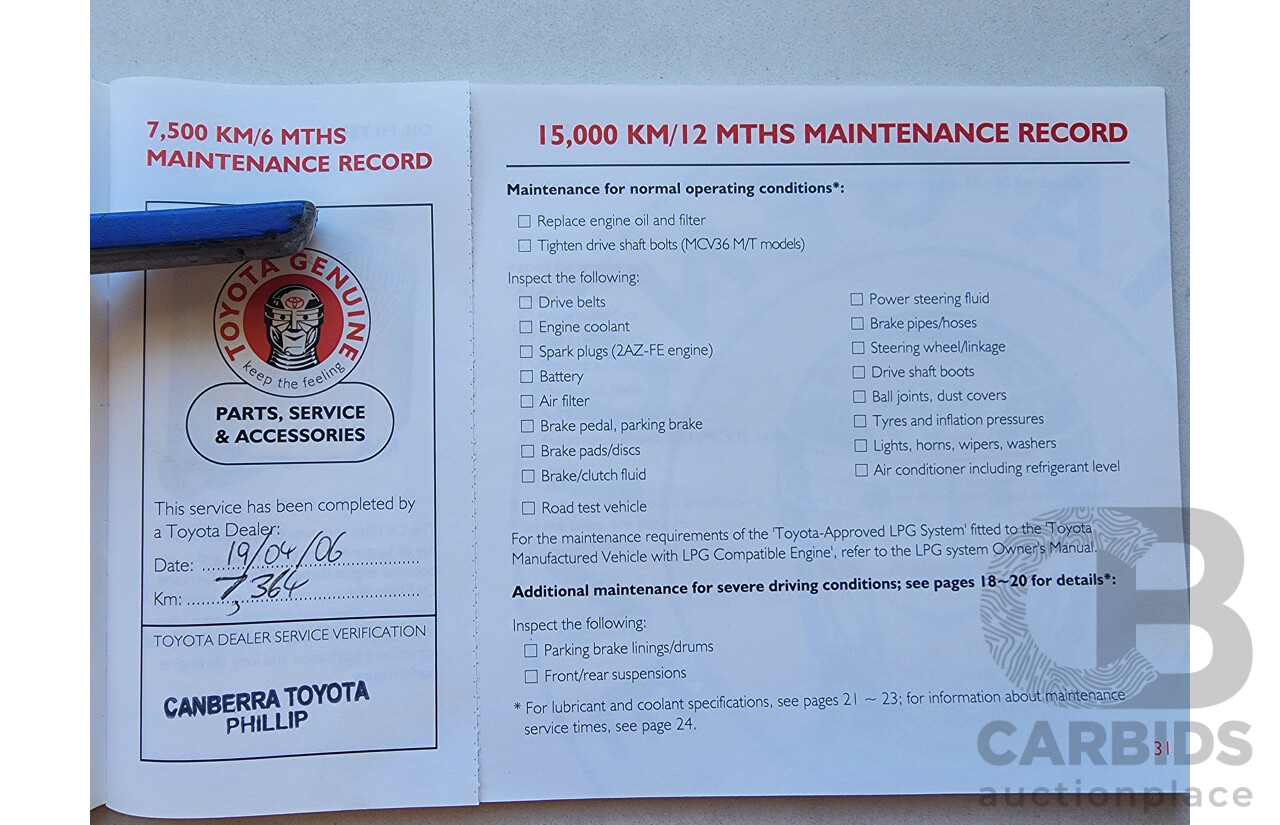 7,500 KM/6 MTHS
MAINTENANCE RECORD
TOYOTA GENUINE
keep the feeling
PARTS, SERVICE
& ACCESSORIES
This service has been completed by
a Toyota Dealer:
Date: 19/04/06
Km: 7,364
TOYOTA DEALER SERVICE VERIFICATION
CANBERRA TOYOTA
PHILLIP
15,000 KM/12 MTHS MAINTENANCE RECORD
Maintenance for normal operating conditions*:
Replace engine oil and filter
Tighten drive shaft bolts (MCV36 M/T models)
Inspect the following:
Drive belts
Engine coolant
Spark plugs (2AZ-FE engine)
Battery
Air filter
Brake pedal, parking brake
Brake pads/discs
Brake/clutch fluid
Road test vehicle
Power steering fluid
Brake pipes/hoses
Steering wheel/linkage
Drive shaft boots
Ball joints, dust covers
Tyres and inflation pressures
Lights, horns, wipers, washers
Air conditioner including refrigerant level
For the maintenance requirements of the 'Toyota-Approved LPG System' fitted to the 'Toyota
Manufactured Vehicle with LPG Compatible Engine', refer to the LPG system Owner's Manual.
Additional maintenance for severe driving conditions; see pages 18~20 for details*:
Inspect the following:
Parking brake linings/drums
Front/rear suspensions
* For lubricant and coolant specifications, see pages 21 ~ 23; for information about maintenance
service times, see page 24.
31
CB
CARBIDS
auctionplace